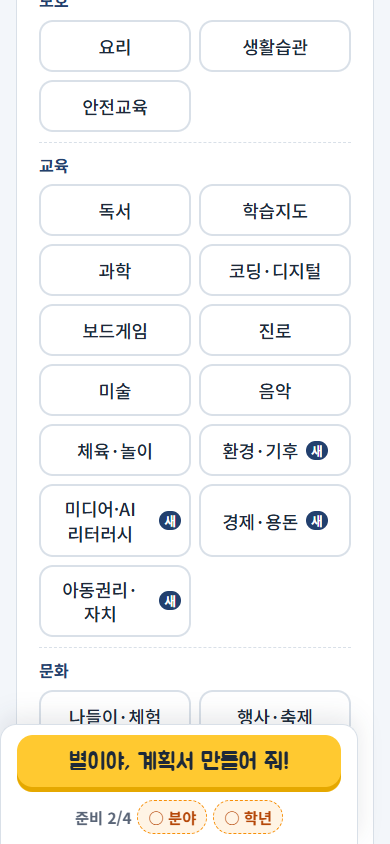 보호
요리
생활습관
안전교육
교육
독서
학습지도
과학
코딩·디지털
보드게임
진로
미술
음악
체육·놀이
환경·기후 새
미디어·AI
리터러시 새
경제·용돈 새
아동권리·
자치 새
문화
나들이·체험
행사·축제
별이야, 계획서 만들어 줘!
준비 2/4 ○ 분야 ○ 학년